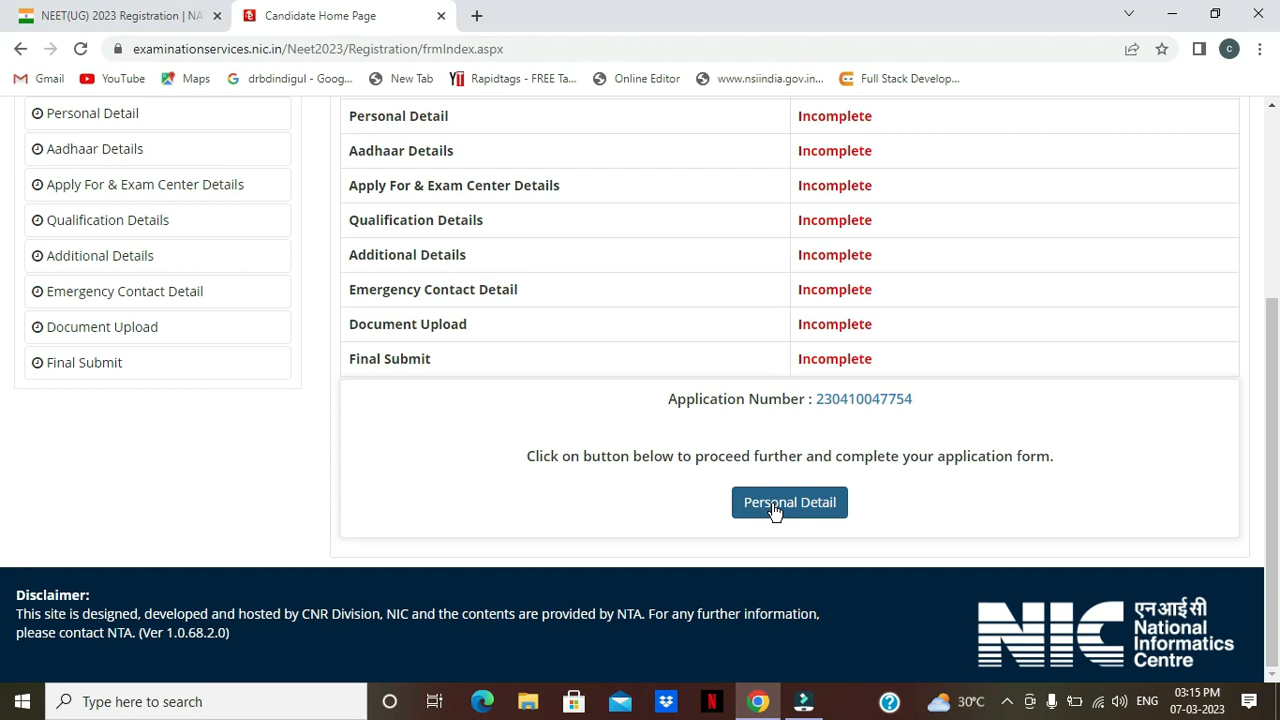 NEET(UG) 2023 Registration | NA
Candidate Home Page
examinationservices.nic.in/Neet2023/Registration/frmIndex.aspx
C
Gmail
YouTube
Maps
drbdindigul - Goog...
New Tab
Rapidtags - FREE Ta...
Online Editor
www.nsiindia.gov.in...
Full Stack Develop...
Personal Detail
Aadhaar Details
Apply For & Exam Center Details
Qualification Details
Additional Details
Emergency Contact Detail
Document Upload
Final Submit
Personal Detail Incomplete
Aadhaar Details Incomplete
Apply For & Exam Center Details Incomplete
Qualification Details Incomplete
Additional Details Incomplete
Emergency Contact Detail Incomplete
Document Upload Incomplete
Final Submit Incomplete
Application Number : 230410047754
Click on button below to proceed further and complete your application form.
Personal Detail
Disclaimer:
This site is designed, developed and hosted by CNR Division, NIC and the contents are provided by NTA. For any further information,
please contact NTA. (Ver 1.0.68.2.0)
NIC
एन आई सी
National
Informatics
Centre
Type here to search
30°C
ENG
03:15 PM
07-03-2023